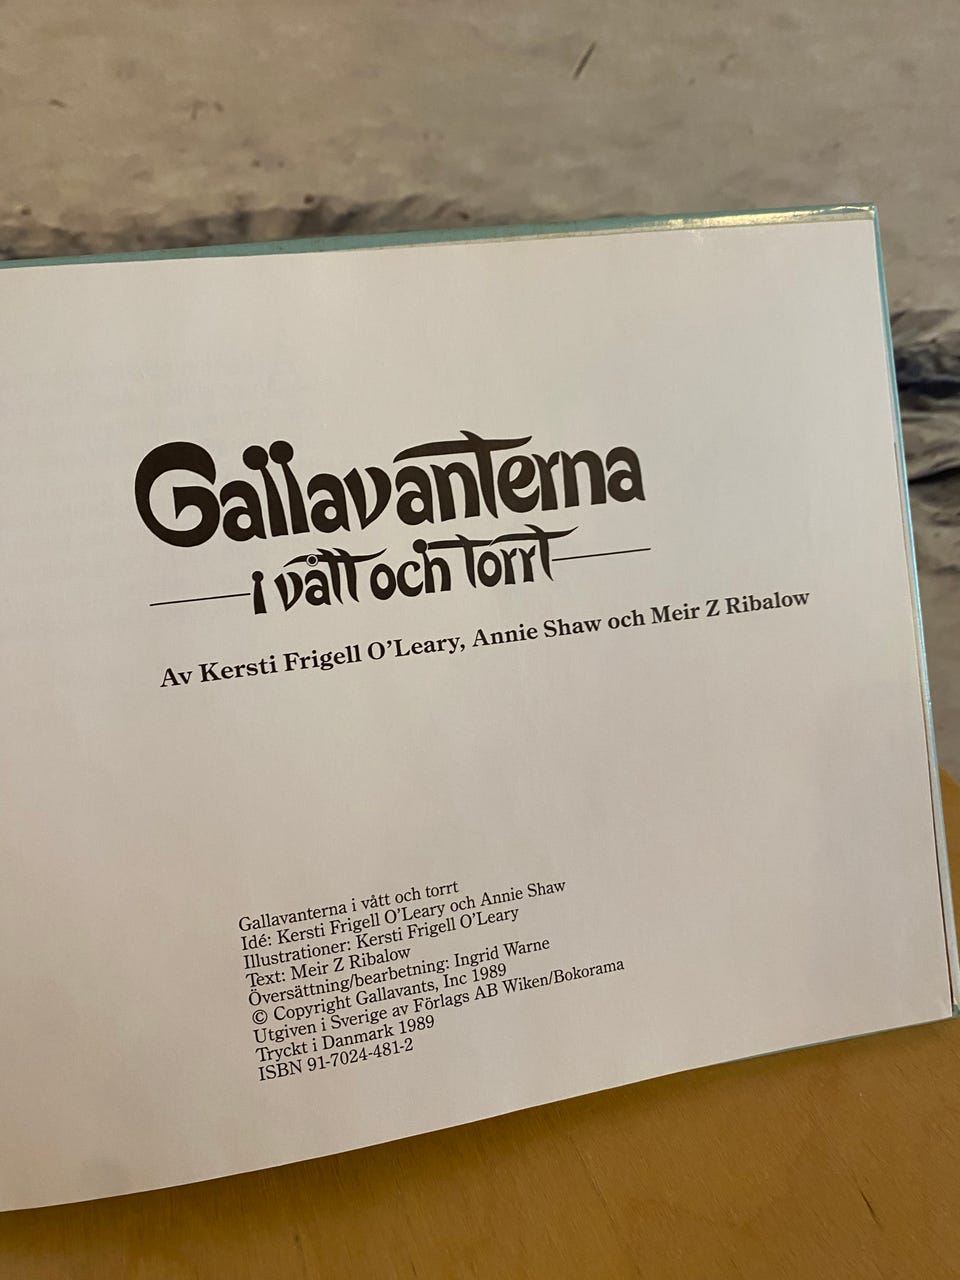 Gallavanterna
i vått och torrt
Av Kersti Frigell O’Leary, Annie Shaw och Meir Z Ribalow
Gallavanterna i vått och torrt
Idé: Kersti Frigell O’Leary och Annie Shaw
Illustrationer: Kersti Frigell O’Leary
Text: Meir Z Ribalow
Översättning/bearbetning: Ingrid Warne
© Copyright Gallavants, Inc 1989
Utgiven i Sverige av Förlags AB Wiken/Bokorama
Tryckt i Danmark 1989
ISBN 91-7024-481-2